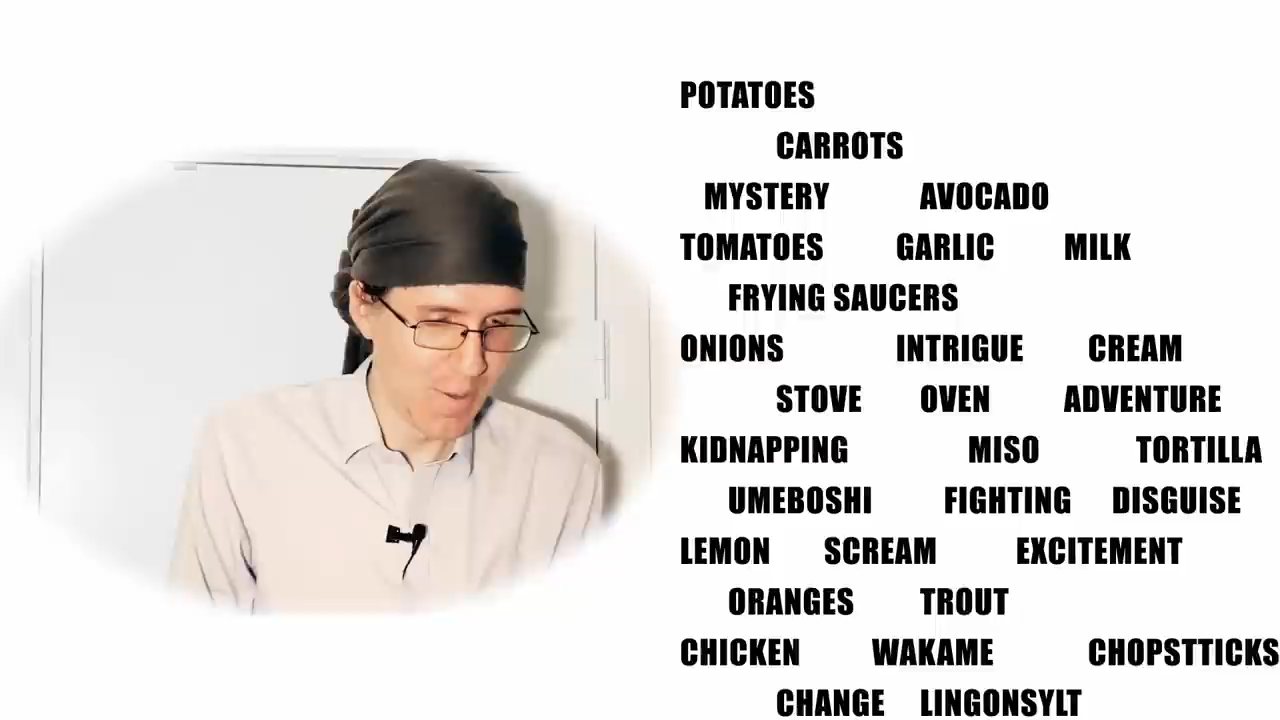 POTATOES
CARROTS
MYSTERY AVOCADO
TOMATOES GARLIC MILK
FRYING SAUCERS
ONIONS INTRIGUE CREAM
STOVE OVEN ADVENTURE
KIDNAPPING MISO TORTILLA
UMEBOSHI FIGHTING DISGUISE
LEMON SCREAM EXCITEMENT
ORANGES TROUT
CHICKEN WAKAME CHOPSTTICKS
CHANGE LINGONSYLT